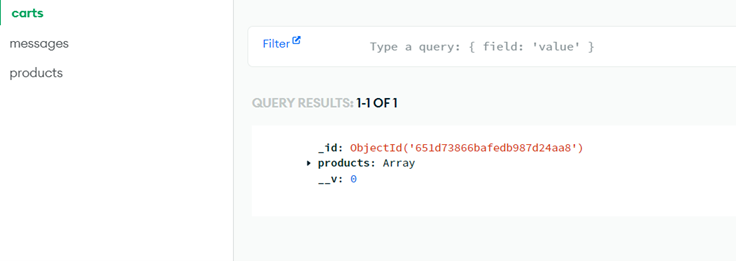 carts
messages
products
Filter
Type a query: { field: 'value' }
QUERY RESULTS: 1-1 OF 1
_id: ObjectId('651d73866bafedb987d24aa8')
products: Array
__v: 0